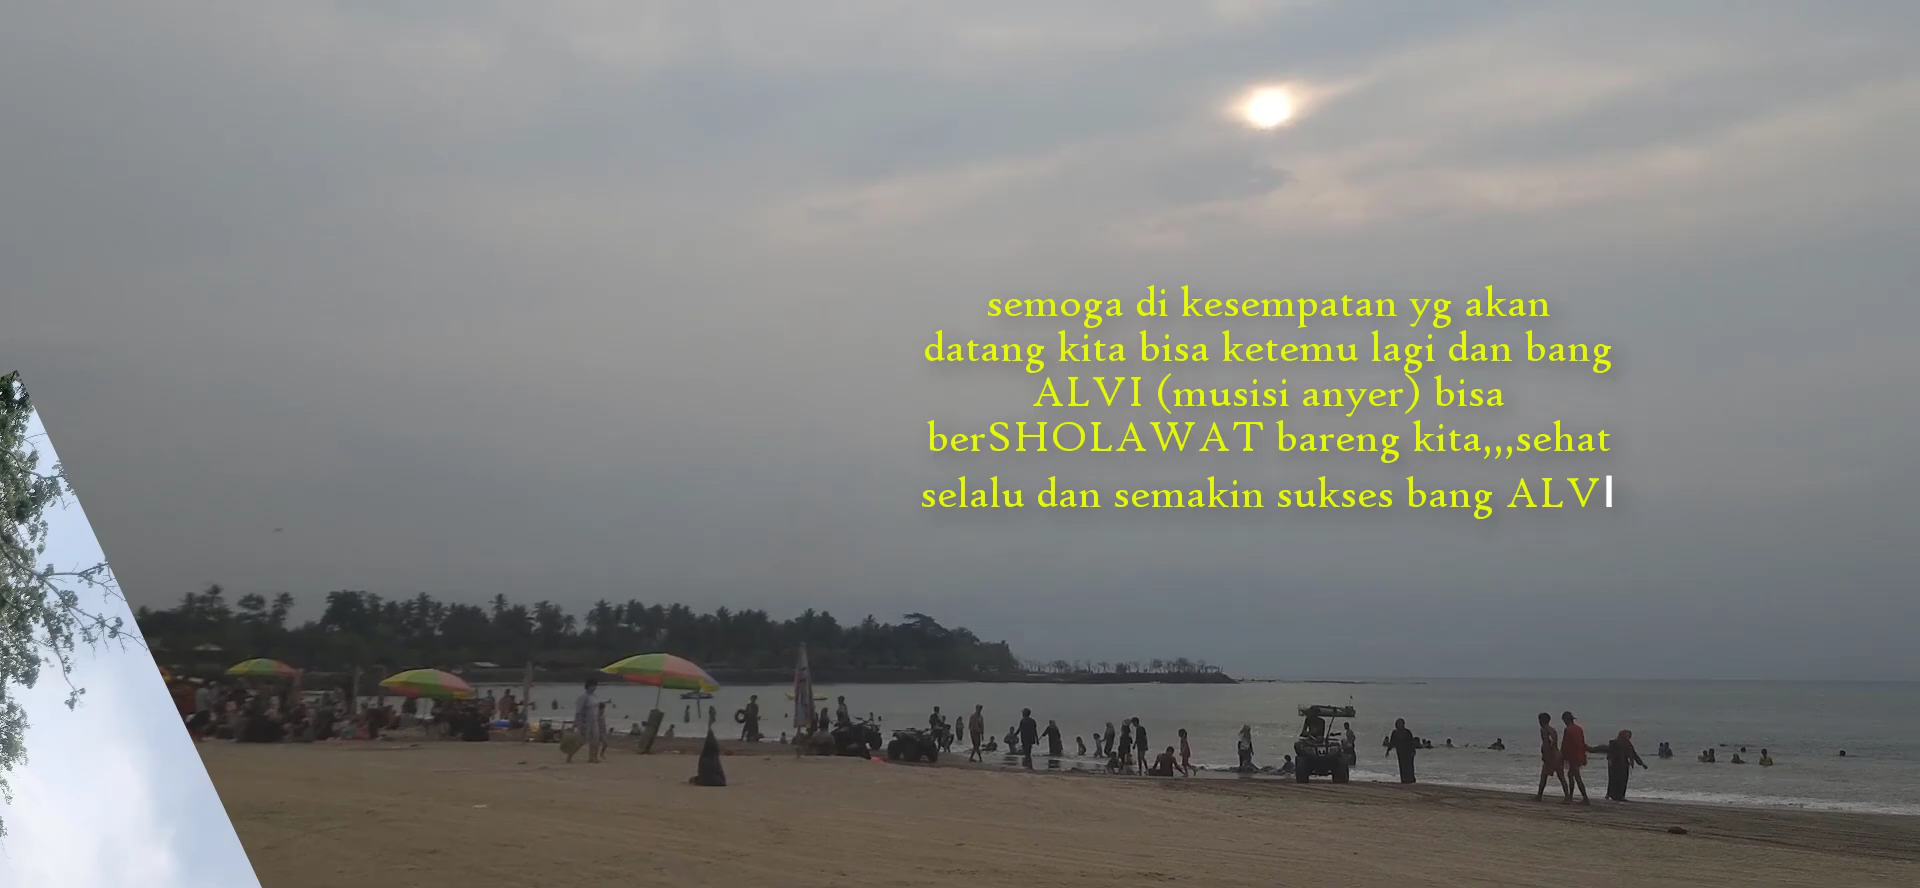 semoga di kesempatan yg akan
datang kita bisa ketemu lagi dan bang
ALVI (musisi anyer) bisa
berSHOLAWAT bareng kita,,,sehat
selalu dan semakin sukses bang ALV